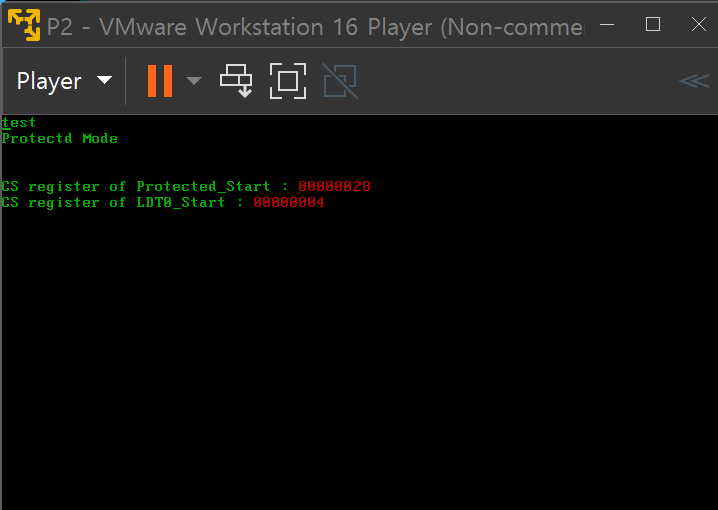 P2 - VMware Workstation 16 Player (Non-comme
Player
test
Protectd Mode
CS register of Protected_Start : 00000028
CS register of LDT0_Start : 00000004